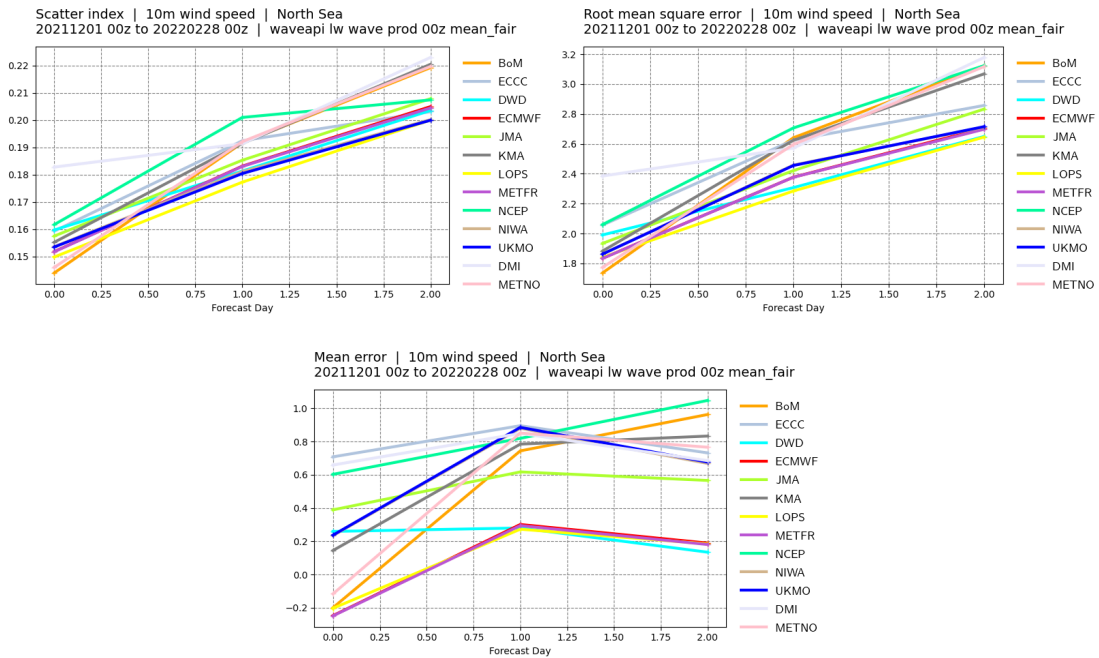 Scatter index | 10m wind speed | North Sea
20211201 00z to 20220228 00z | waveapi lw wave prod 00z mean_fair
0.22
0.21
0.20
0.19
0.18
0.17
0.16
0.15
0.00 0.25 0.50 0.75 1.00 1.25 1.50 1.75 2.00
Forecast Day
BoM
ECCC
DWD
ECMWF
JMA
KMA
LOPS
METFR
NCEP
NIWA
UKMO
DMI
METNO
Root mean square error | 10m wind speed | North Sea
20211201 00z to 20220228 00z | waveapi lw wave prod 00z mean_fair
3.2
3.0
2.8
2.6
2.4
2.2
2.0
1.8
0.00 0.25 0.50 0.75 1.00 1.25 1.50 1.75 2.00
Forecast Day
BoM
ECCC
DWD
ECMWF
JMA
KMA
LOPS
METFR
NCEP
NIWA
UKMO
DMI
METNO
Mean error | 10m wind speed | North Sea
20211201 00z to 20220228 00z | waveapi lw wave prod 00z mean_fair
1.0
0.8
0.6
0.4
0.2
0.0
−0.2
0.00 0.25 0.50 0.75 1.00 1.25 1.50 1.75 2.00
Forecast Day
BoM
ECCC
DWD
ECMWF
JMA
KMA
LOPS
METFR
NCEP
NIWA
UKMO
DMI
METNO